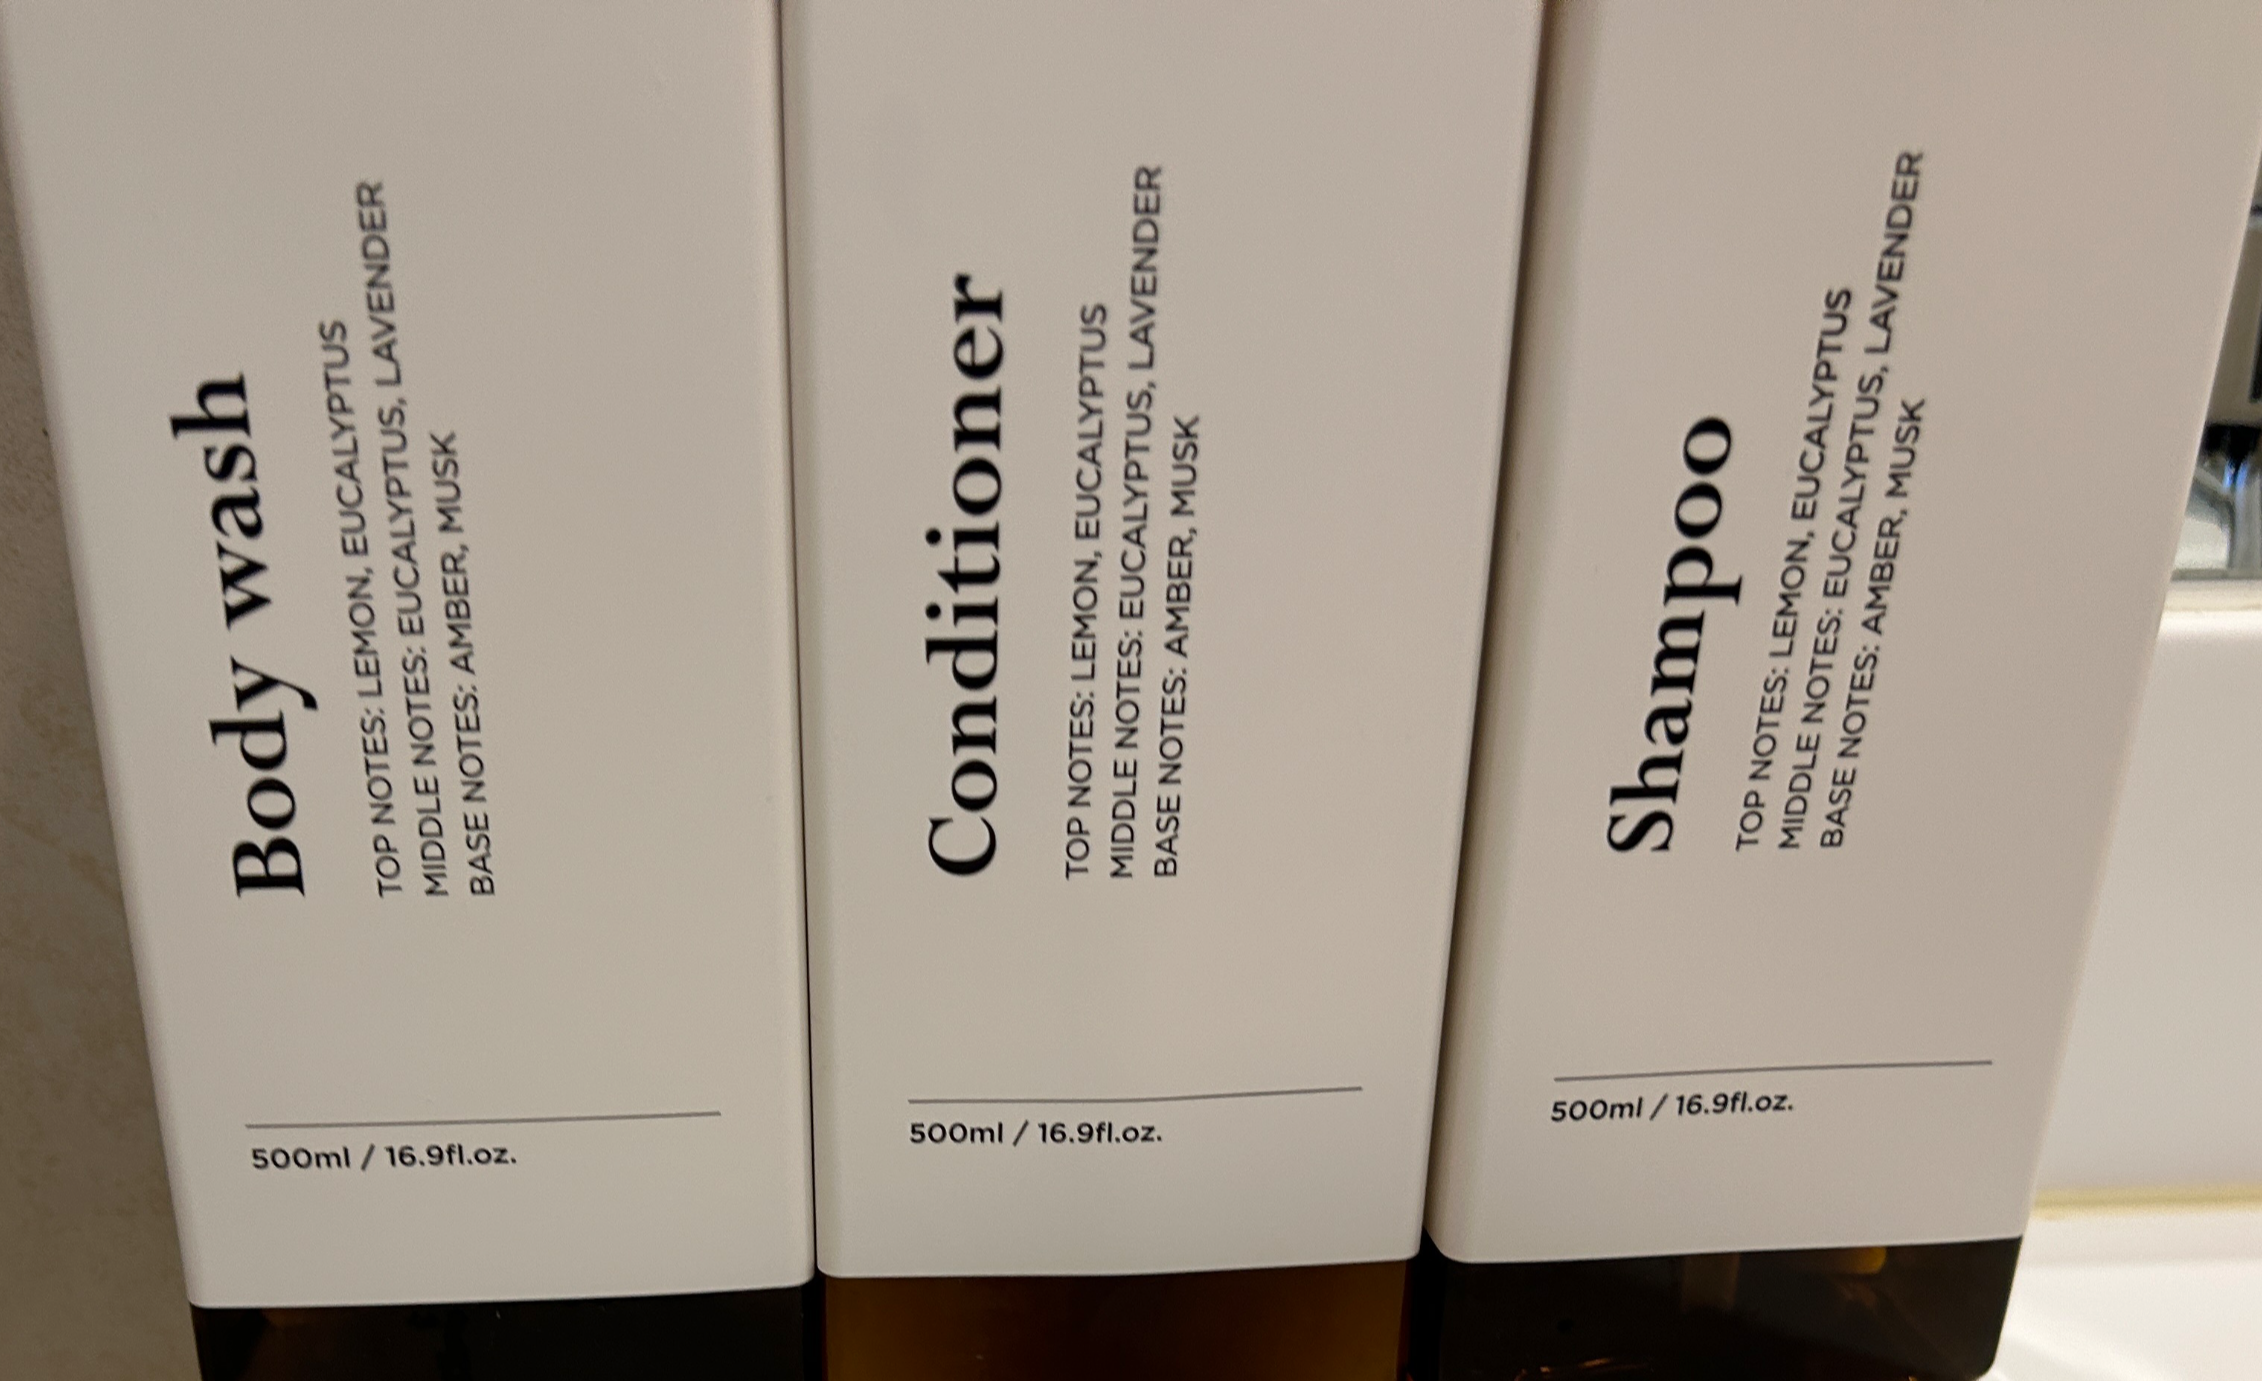 Body wash
TOP NOTES: LEMON, EUCALYPTUS
MIDDLE NOTES: EUCALYPTUS, LAVENDER
BASE NOTES: AMBER, MUSK
500ml / 16.9fl.oz.
Conditioner
TOP NOTES: LEMON, EUCALYPTUS
MIDDLE NOTES: EUCALYPTUS, LAVENDER
BASE NOTES: AMBER, MUSK
500ml / 16.9fl.oz.
Shampoo
TOP NOTES: LEMON, EUCALYPTUS
MIDDLE NOTES: EUCALYPTUS, LAVENDER
BASE NOTES: AMBER, MUSK
500ml / 16.9fl.oz.